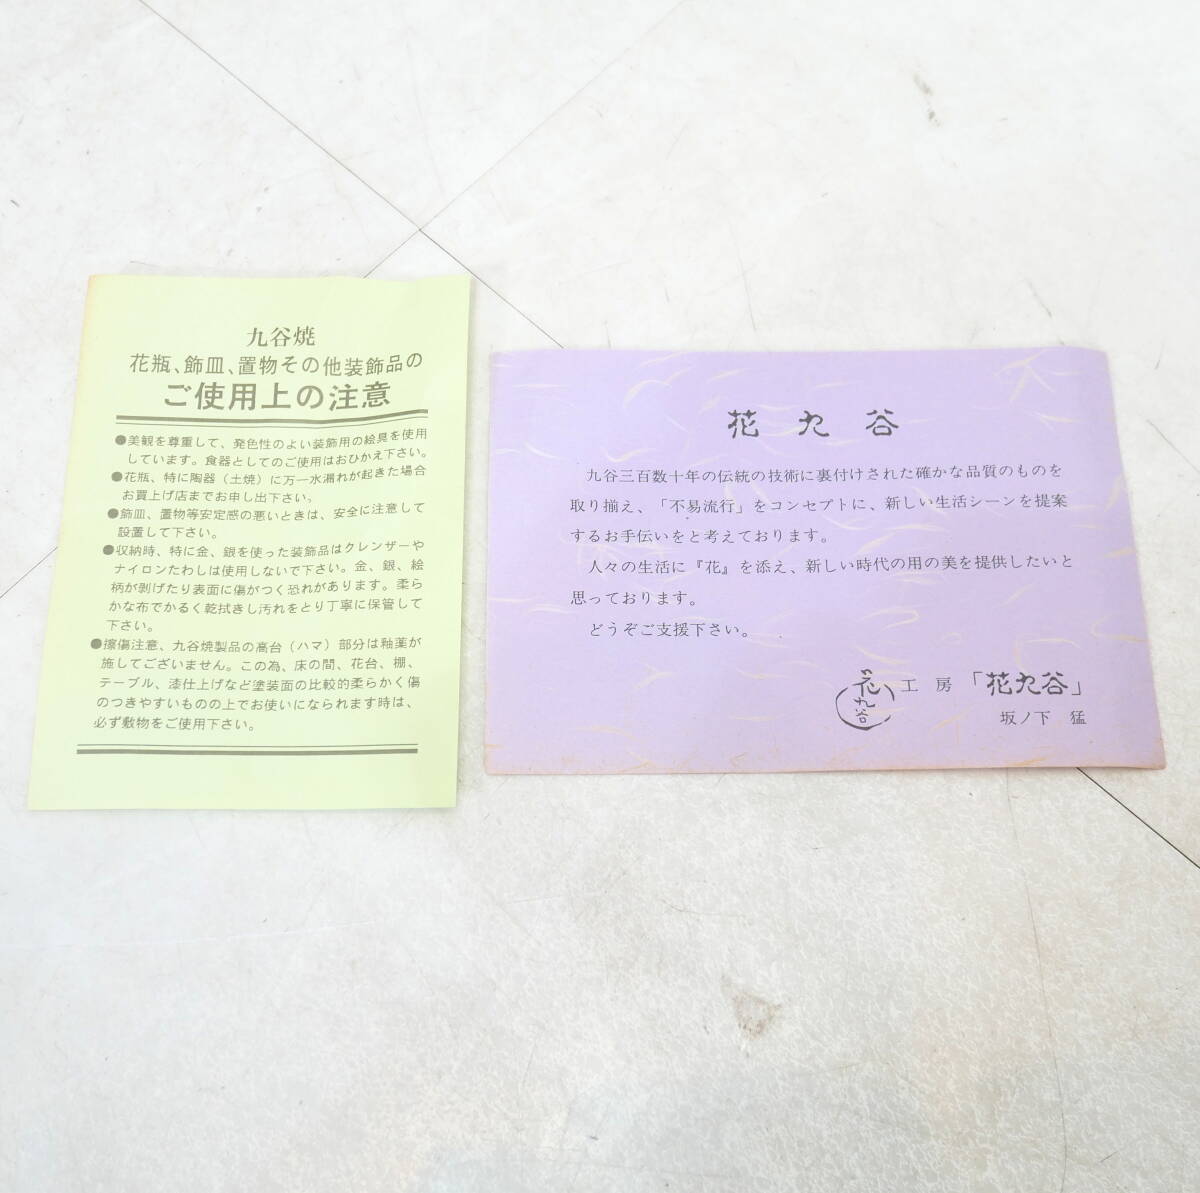 九谷焼
花瓶、飾皿、置物その他装飾品の
ご使用上の注意
●美観を尊重して、発色性のよい装飾用の絵具を使用
しています。食器としてのご使用はおひかえ下さい。
●花瓶、特に陶器（土焼）に万一水漏れが起きた場合
お買上げ店までお申し出下さい。
●飾皿、置物等安定感の悪いときは、安全に注意して
設置して下さい。
●収納時、特に金、銀を使った装飾品はクレンザーや
ナイロンたわしは使用しないで下さい。金、銀、絵
柄が剥げたり表面に傷がつく恐れがあります。柔ら
かな布でかるく乾拭きし汚れをとり丁寧に保管して
下さい。
●擦傷注意、九谷焼製品の高台（ハマ）部分は釉薬が
施してございません。この為、床の間、花台、棚、
テーブル、漆仕上げなど塗装面の比較的柔らかく傷
のつきやすいものの上でお使いになられます時は、
必ず敷物をご使用下さい。
花九谷
九谷三百数十年の伝統の技術に裏付けされた確かな品質のものを
取り揃え、「不易流行」をコンセプトに、新しい生活シーンを提案
するお手伝いをと考えております。
人々の生活に『花』を添え、新しい時代の用の美を提供したいと
思っております。
どうぞご支援下さい。
花九谷
工房「花九谷」
坂ノ下　猛